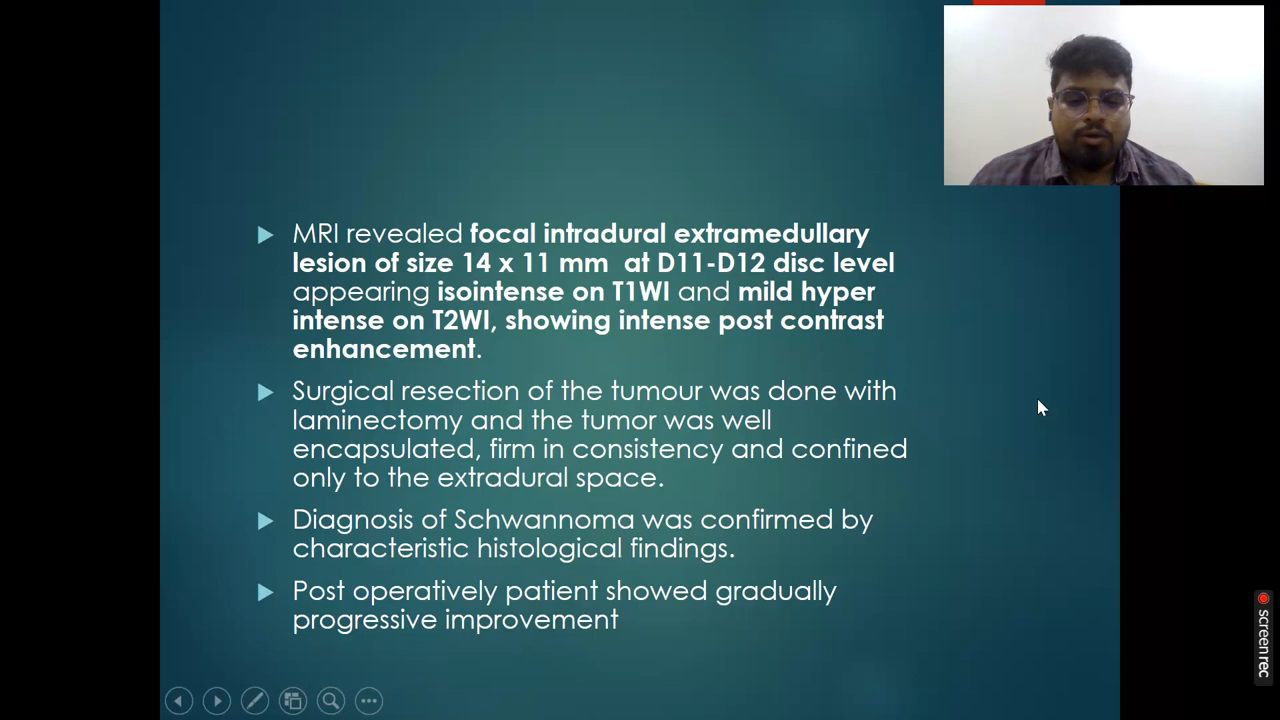 MRI revealed focal intradural extramedullary
lesion of size 14 x 11 mm at D11-D12 disc level
appearing isointense on T1WI and mild hyper
intense on T2WI, showing intense post contrast
enhancement.
Surgical resection of the tumour was done with
laminectomy and the tumor was well
encapsulated, firm in consistency and confined
only to the extradural space.
Diagnosis of Schwannoma was confirmed by
characteristic histological findings.
Post operatively patient showed gradually
progressive improvement
screenrec